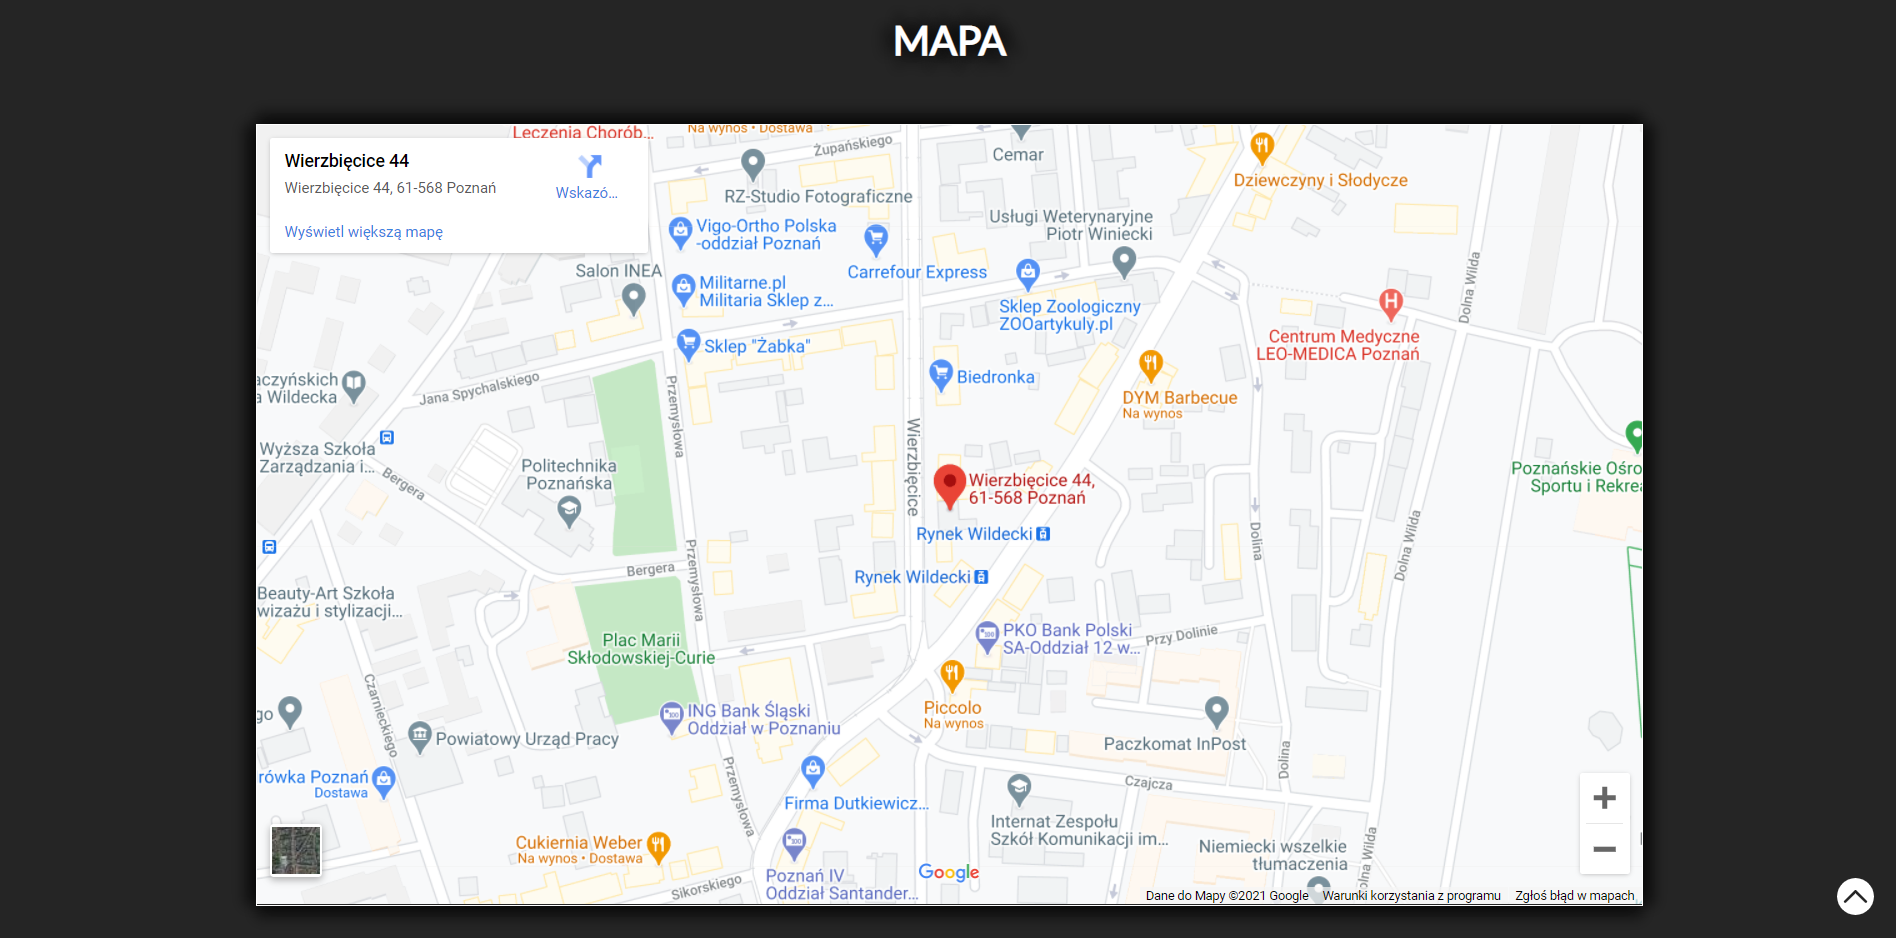 MAPA
Leczenia Chorób...
Na wynos • Dostawa
Wierzbięcice 44
Wierzbięcice 44, 61-568 Poznań
Wskazó...
Wyświetl większą mapę
Żupańskiego
Cemar
Dziewczyny i Słodycze
RZ-Studio Fotograficzne
Usługi Weterynaryjne
Piotr Winiecki
Vigo-Ortho Polska
-oddział Poznań
Carrefour Express
Salon INEA
Militarne.pl
Militaria Sklep z...
Sklep Zoologiczny
ZOOartykuly.pl
Dolna Wilda
Centrum Medyczne
LEO-MEDICA Poznań
Sklep "Żabka"
Biedronka
aczyńskich
a Wildecka
Jana Spychalskiego
Przemysłowa
DYM Barbecue
Na wynos
Wyższa Szkoła
Zarządzania i...
Bergera
Politechnika
Poznańska
Wierzbięcice
Wierzbięcice 44,
61-568 Poznań
Poznańskie Ośro
Sportu i Rekrea
Rynek Wildecki
Dolina
Dolna Wilda
Rynek Wildecki
Bergera
Przemysłowa
Beauty-Art Szkoła
wizażu i stylizacji...
Plac Marii
Skłodowskiej-Curie
PKO Bank Polski
SA-Oddział 12 w...
Przy Dolinie
Czarnieckiego
go
ING Bank Śląski
Oddział w Poznaniu
Piccolo
Na wynos
Powiatowy Urząd Pracy
Paczkomat InPost
Dolina
rówka Poznań
Dostawa
Przemysłowa
Firma Dutkiewicz...
Czajcza
Internat Zespołu
Szkół Komunikacji im...
Cukiernia Weber
Na wynos • Dostawa
Niemieckie wszelkie
tłumaczenia
Dolna Wilda
Poznań IV
Oddział Santander...
Sikorskiego
Google
Dane do Mapy ©2021 Google
Warunki korzystania z programu
Zgłoś błąd w mapach